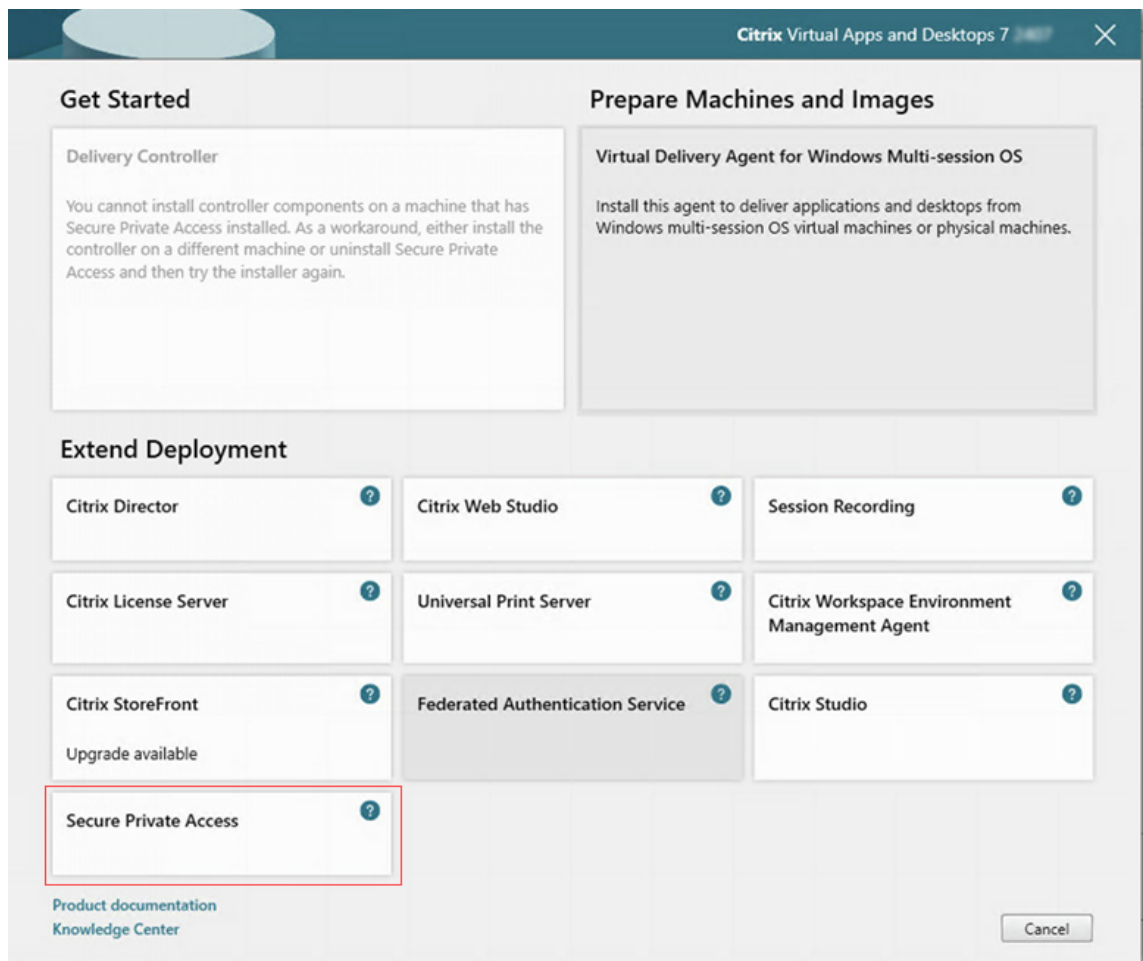 Citrix Virtual Apps and Desktops 7
Get Started
Prepare Machines and Images
Delivery Controller
You cannot install controller components on a machine that has
Secure Private Access installed. As a workaround, either install the
controller on a different machine or uninstall Secure Private
Access and then try the installer again.
Virtual Delivery Agent for Windows Multi-session OS
Install this agent to deliver applications and desktops from
Windows multi-session OS virtual machines or physical machines.
Extend Deployment
Citrix Director ?
Citrix Web Studio ?
Session Recording ?
Citrix License Server ?
Universal Print Server ?
Citrix Workspace Environment ?
Management Agent
Citrix StoreFront ?
Upgrade available
Federated Authentication Service ?
Citrix Studio ?
Secure Private Access ?
Product documentation
Knowledge Center
Cancel